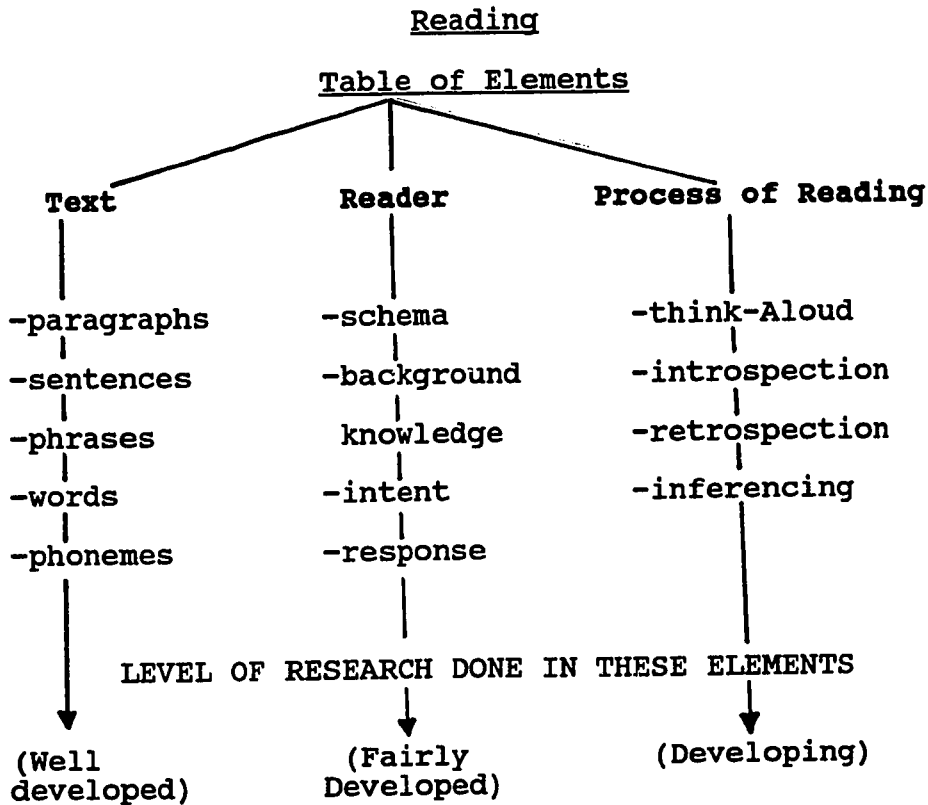 Reading
Table of Elements
Text
-paragraphs
-sentences
-phrases
-words
-phonemes
Reader
-schema
-background
knowledge
-intent
-response
Process of Reading
-think-Aloud
-introspection
-retrospection
-inferencing
LEVEL OF RESEARCH DONE IN THESE ELEMENTS
(Well
developed)
(Fairly
Developed)
(Developing)